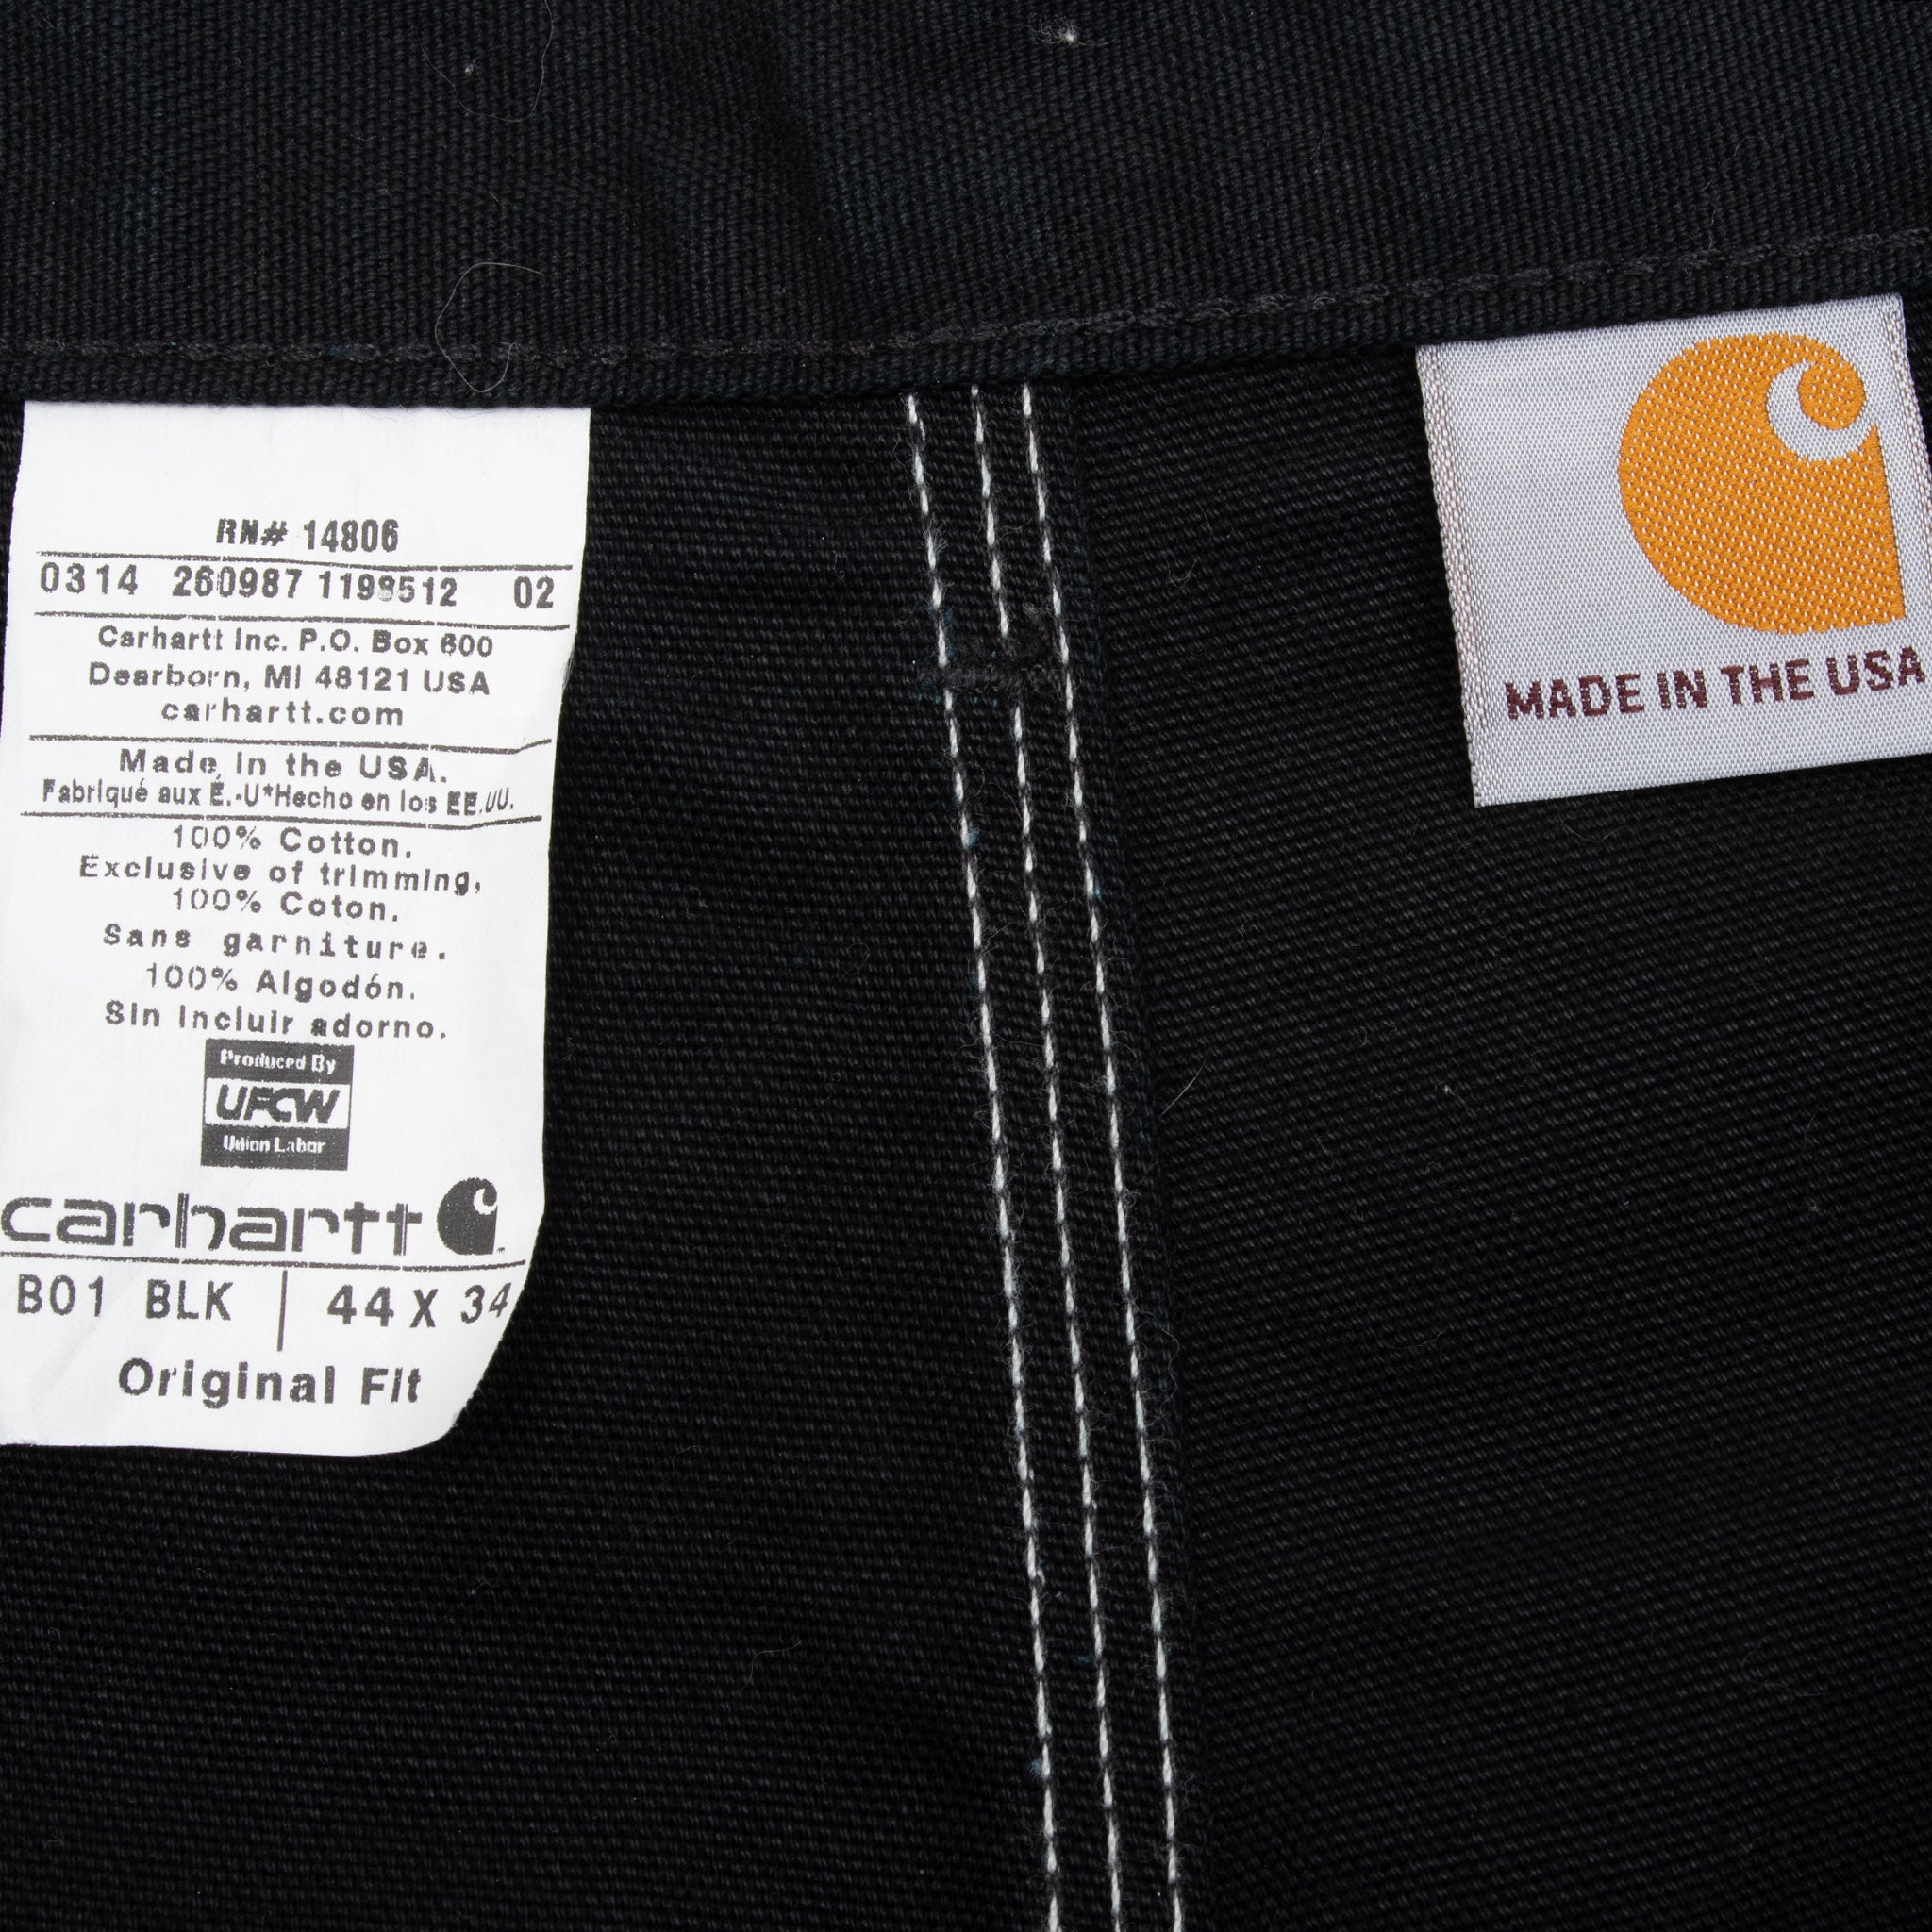 RN# 14806
0314 260987 1198512 02
Carhartt Inc. P.O. Box 600
Dearborn, MI 48121 USA
carhartt.com
Made in the USA.
Fabriqué aux É.-U*Hecho en los EE.UU.
100% Cotton.
Exclusive of trimming,
100% Coton.
Sans garniture.
100% Algodón.
Sin incluir adorno.
Produced By
UFCW
Union Labor
carhartt
B01 BLK | 44 X 34
Original Fit
MADE IN THE USA